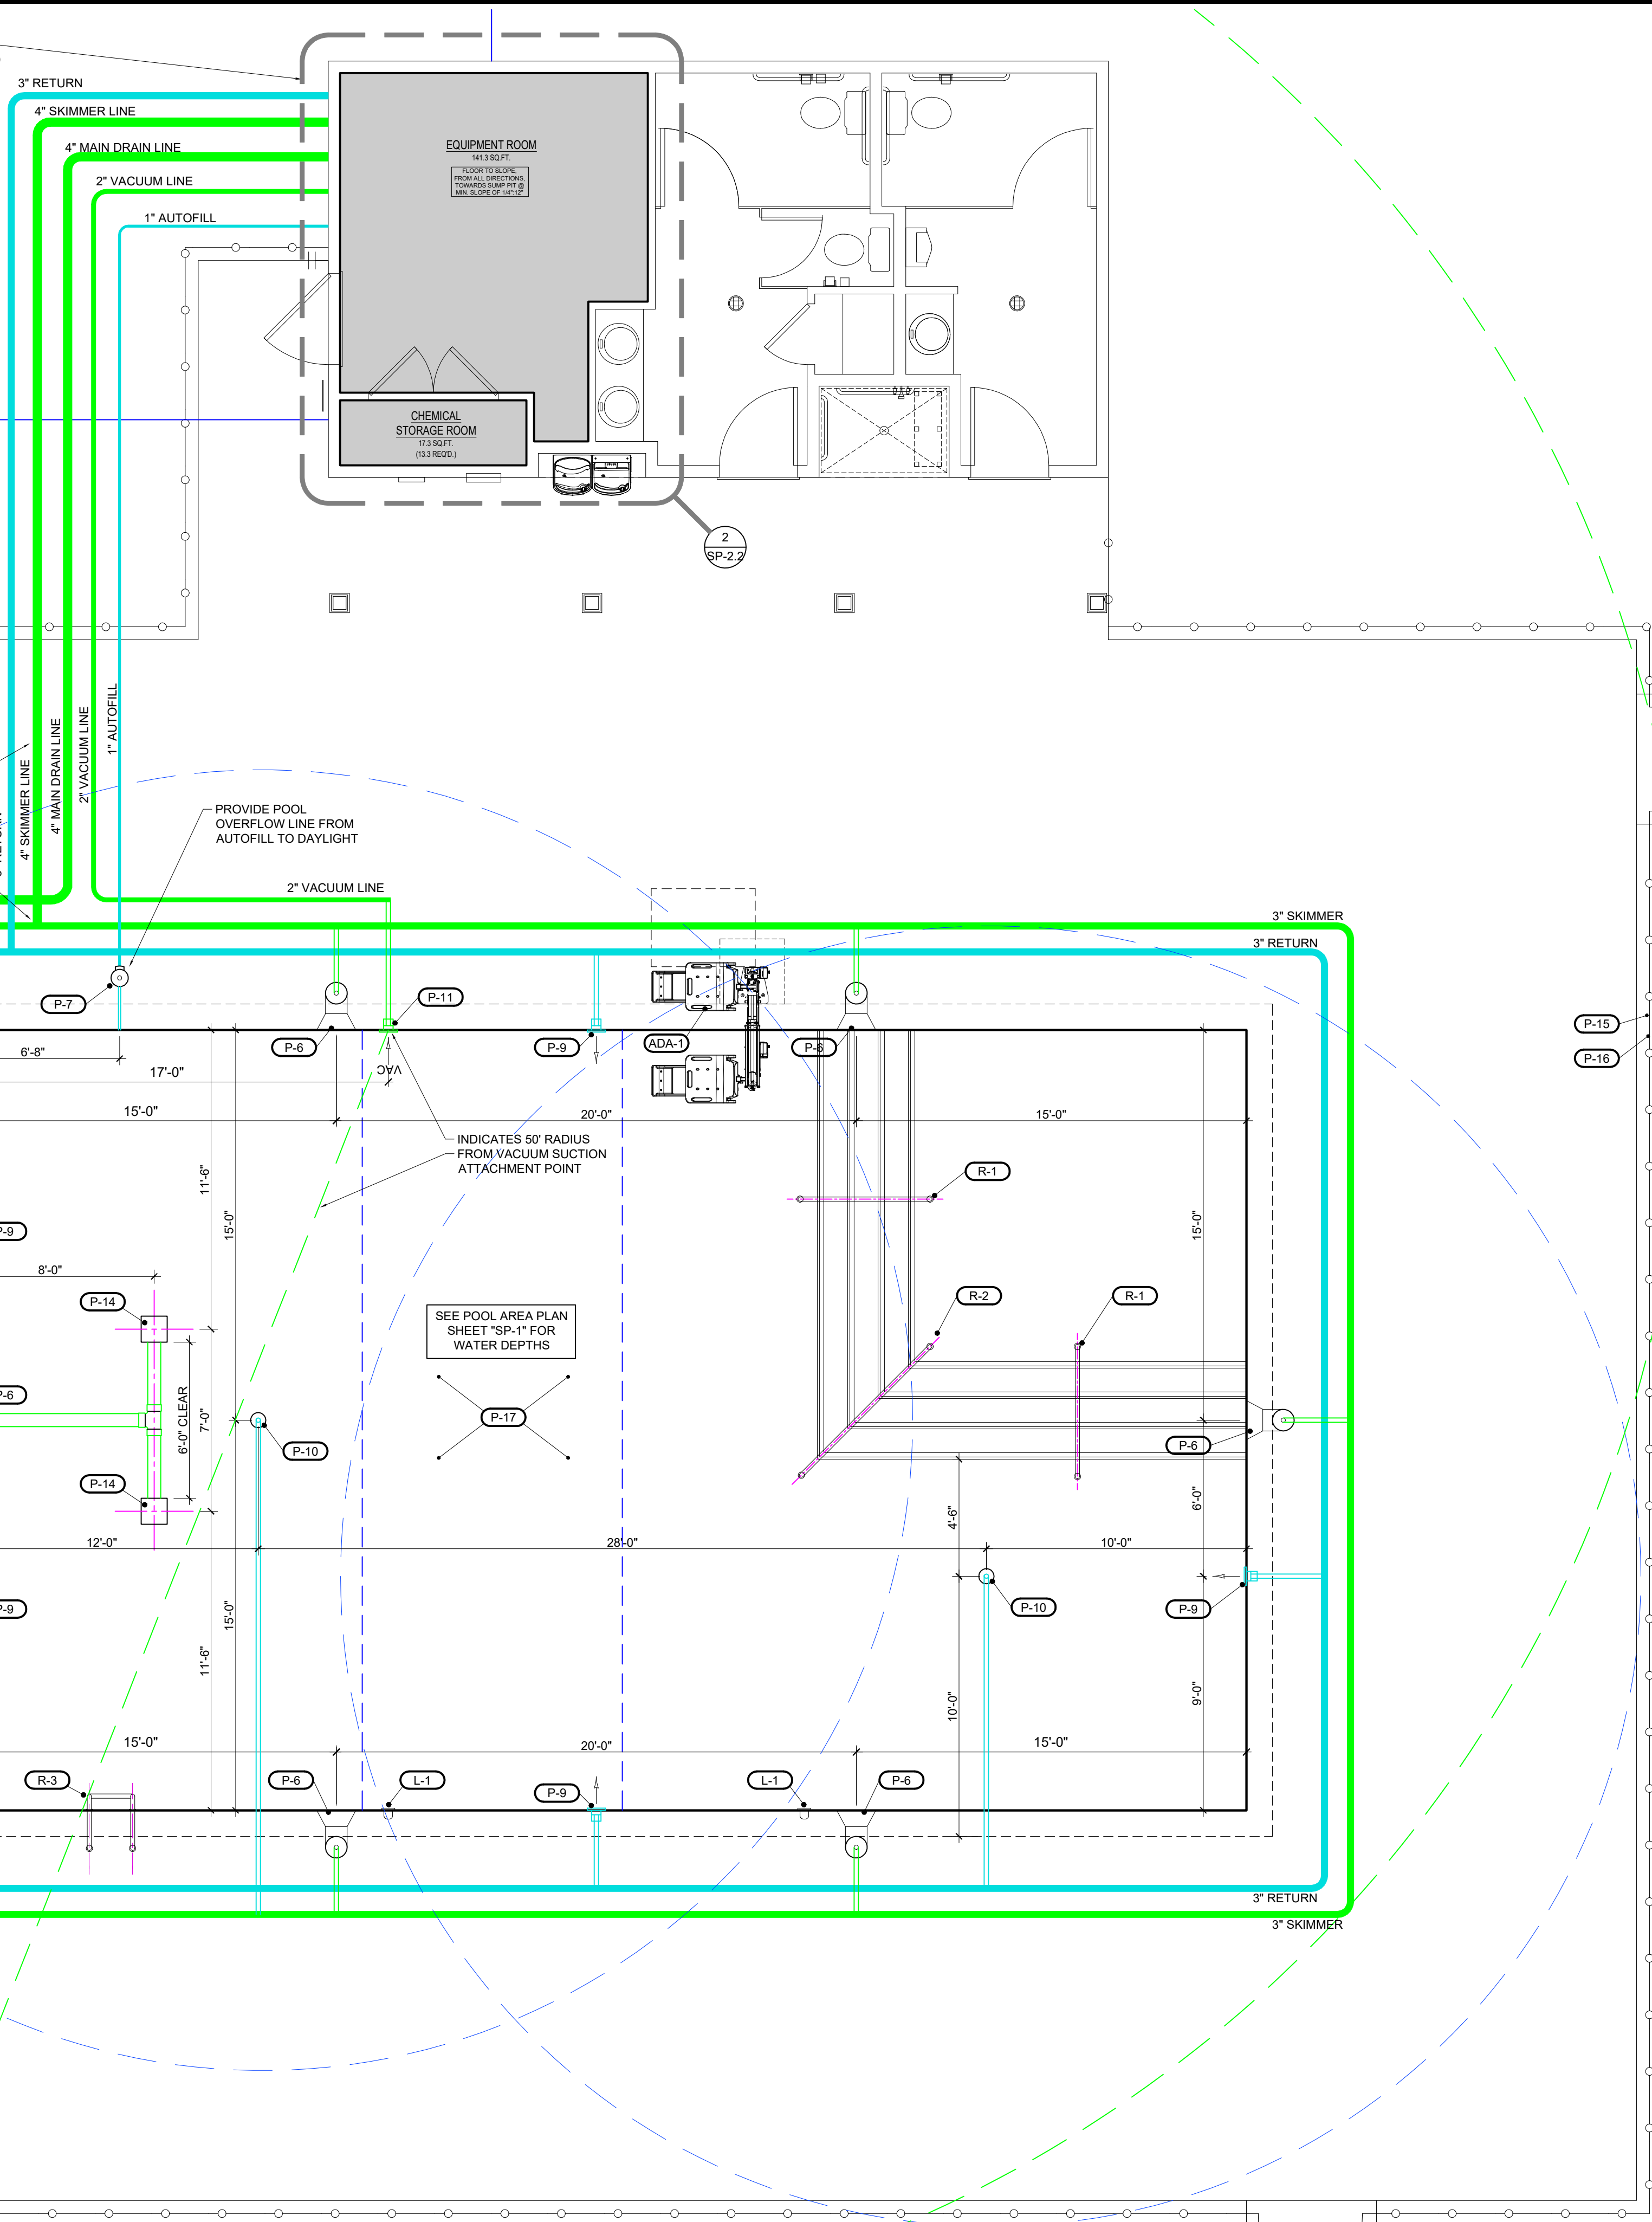 3" RETURN
4" SKIMMER LINE
4" MAIN DRAIN LINE
2" VACUUM LINE
1" AUTOFILL
EQUIPMENT ROOM
141.3 SQ.FT.
FLOOR TO SLOPE,
FROM ALL DIRECTIONS,
TOWARDS SUMP PIT @
MIN. SLOPE OF 1/4":12"
CHEMICAL
STORAGE ROOM
17.3 SQ.FT.
(13.3 REQ'D.)
2
SP-2.2
4" SKIMMER LINE
4" MAIN DRAIN LINE
2" VACUUM LINE
1" AUTOFILL
PROVIDE POOL
OVERFLOW LINE FROM
AUTOFILL TO DAYLIGHT
2" VACUUM LINE
3" SKIMMER
3" RETURN
P-7
P-11
P-6
P-9
ADA-1
P-6
P-15
P-16
6'-8"
17'-0"
VAC
15'-0"
20'-0"
15'-0"
INDICATES 50' RADIUS
FROM VACUUM SUCTION
ATTACHMENT POINT
11'-6"
15'-0"
R-1
15'-0"
P-9
8'-0"
P-14
R-2
R-1
SEE POOL AREA PLAN
SHEET "SP-1" FOR
WATER DEPTHS
P-6
6'-0" CLEAR
7'-0"
P-17
P-10
P-6
P-14
6'-0"
4'-6"
12'-0"
28'-0"
10'-0"
P-9
15'-0"
11'-6"
P-10
P-9
9'-0"
10'-0"
15'-0"
20'-0"
15'-0"
R-3
P-6
L-1
P-9
L-1
P-6
3" RETURN
3" SKIMMER